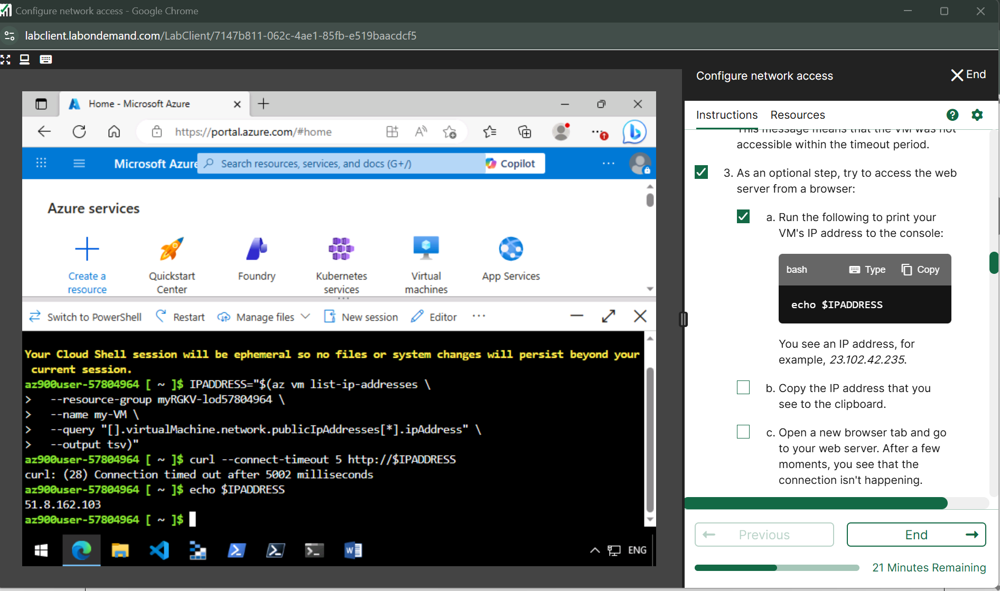 Configure network access - Google Chrome
labclient.labondemand.com/LabClient/7147b811-062c-4ae1-85fb-e519baacdcf5
Home - Microsoft Azure
https://portal.azure.com/#home
Microsoft Azure
Search resources, services, and docs (G+/)
Copilot
Azure services
Create a resource
Quickstart Center
Foundry
Kubernetes services
Virtual machines
App Services
Switch to PowerShell
Restart
Manage files
New session
Editor
Your Cloud Shell session will be ephemeral so no files or system changes will persist beyond your
current session.
az900user-57804964 [ ~ ]$ IPADDRESS="$(az vm list-ip-addresses \
>   --resource-group myRGKV-lod57804964 \
>   --name my-VM \
>   --query "[].virtualMachine.network.publicIpAddresses[*].ipAddress" \
>   --output tsv)"
az900user-57804964 [ ~ ]$ curl --connect-timeout 5 http://$IPADDRESS
curl: (28) Connection timed out after 5002 milliseconds
az900user-57804964 [ ~ ]$ echo $IPADDRESS
51.8.162.103
az900user-57804964 [ ~ ]$
ENG
Configure network access
End
Instructions
Resources
This message means that the VM was not
accessible within the timeout period.
3. As an optional step, try to access the web
server from a browser:
a. Run the following to print your
VM's IP address to the console:
bash
Type
Copy
echo $IPADDRESS
You see an IP address, for
example, 23.102.42.235.
b. Copy the IP address that you
see to the clipboard.
c. Open a new browser tab and go
to your web server. After a few
moments, you see that the
connection isn't happening.
Previous
End
21 Minutes Remaining